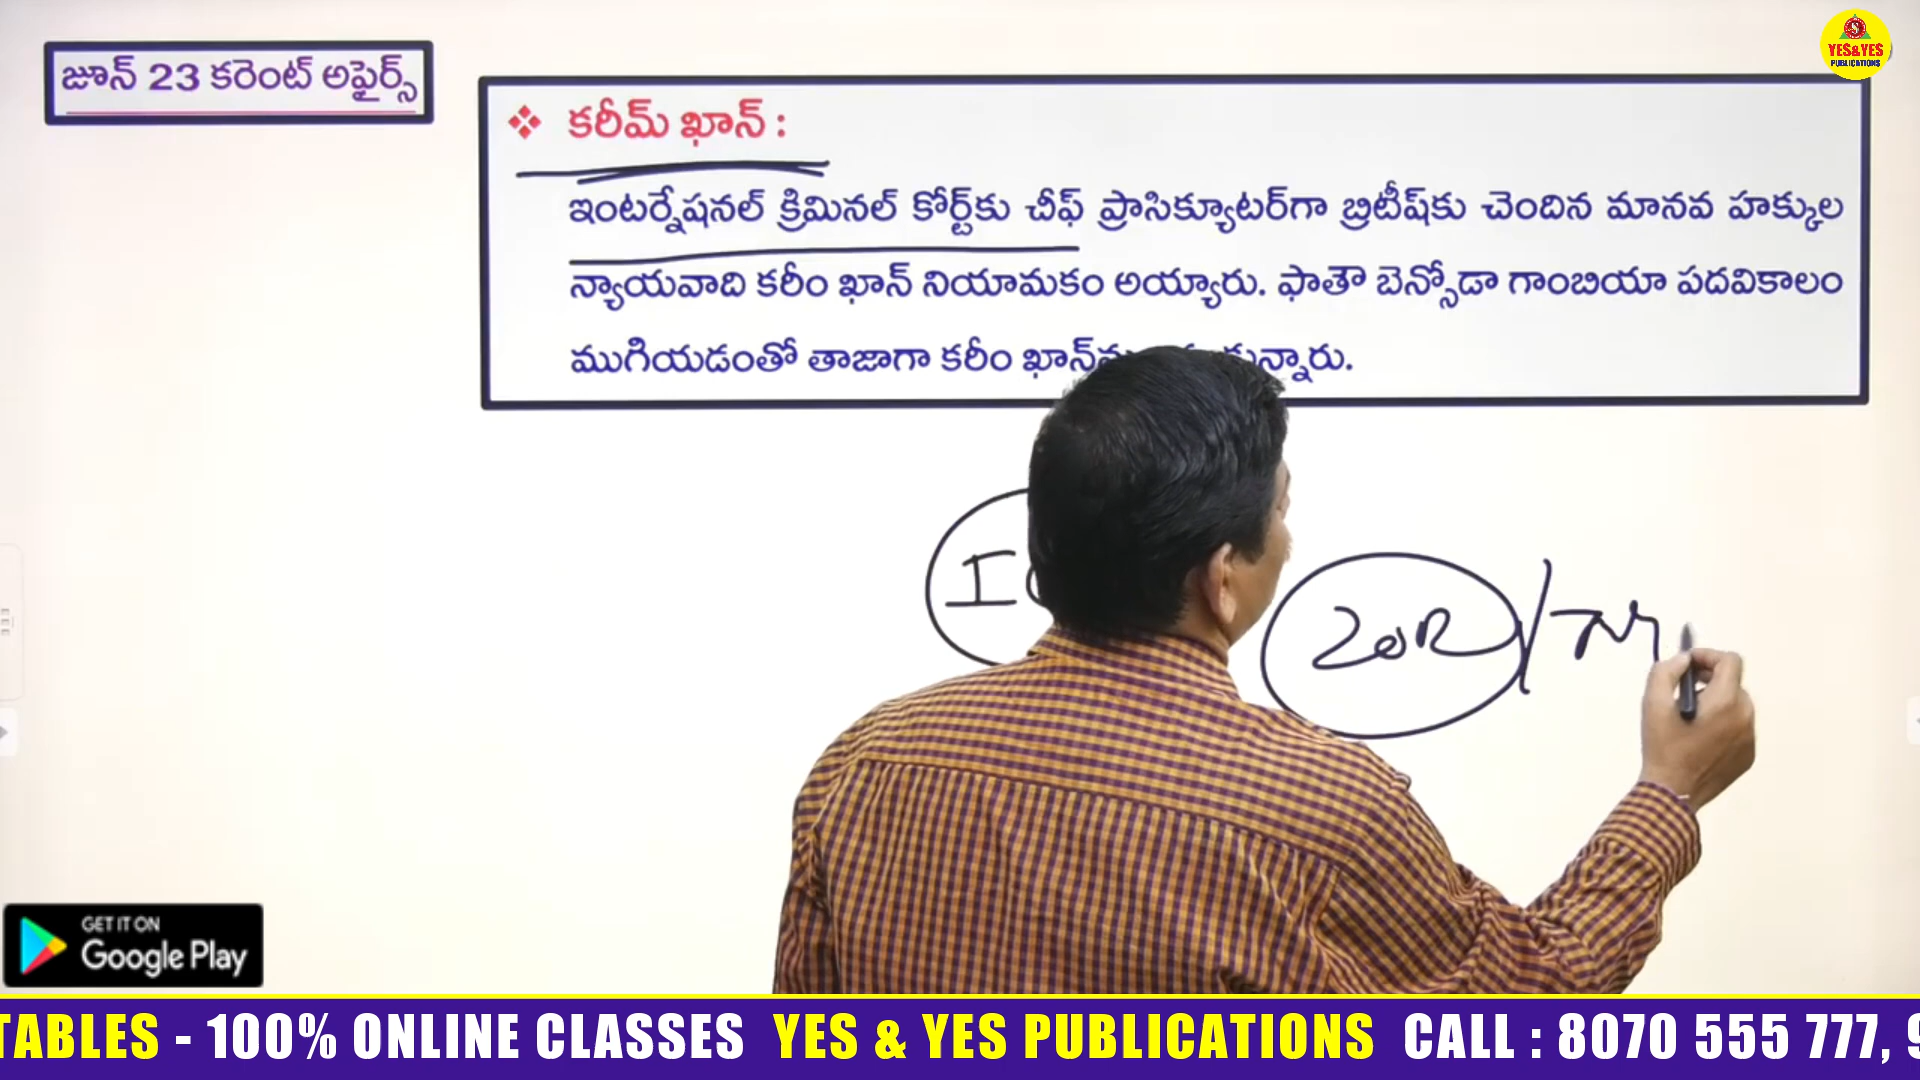 జూన్ 23 కరెంట్ అఫైర్స్
YES&YES
PUBLICATIONS
❖ కరీమ్ ఖాన్ :
ఇంటర్నేషనల్ క్రిమినల్ కోర్ట్‌కు చీఫ్ ప్రాసిక్యూటర్‌గా బ్రిటీష్‌కు చెందిన మానవ హక్కుల
న్యాయవాది కరీం ఖాన్ నియామకం అయ్యారు. ఫాతౌ బెన్సోడా గాంబియా పదవికాలం
ముగియడంతో తాజాగా కరీం
I
GET IT ON
Google Play
TABLES - 100% ONLINE CLASSES YES & YES PUBLICATIONS CALL : 8070 555 777, 9